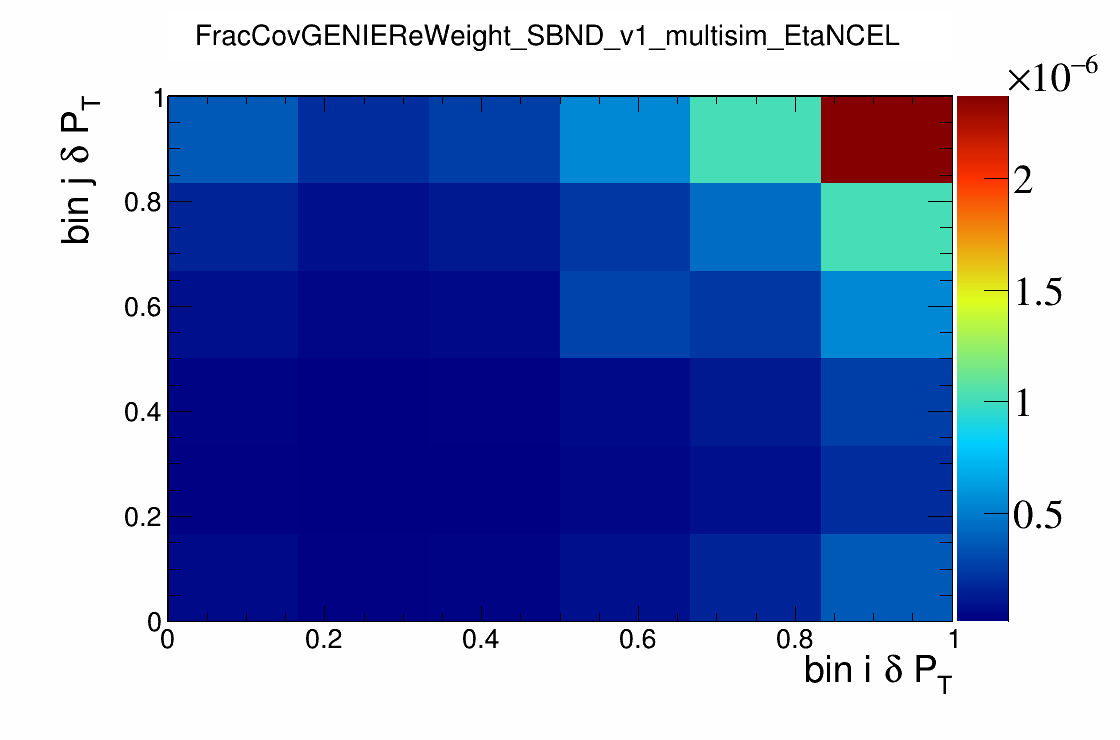 FracCovGENIEReWeight_SBND_v1_multisim_EtaNCEL
×10⁻⁶
bin j δ P_T
1
0.8
0.6
0.4
0.2
0
0 0.2 0.4 0.6 0.8 1
bin i δ P_T
2
1.5
1
0.5